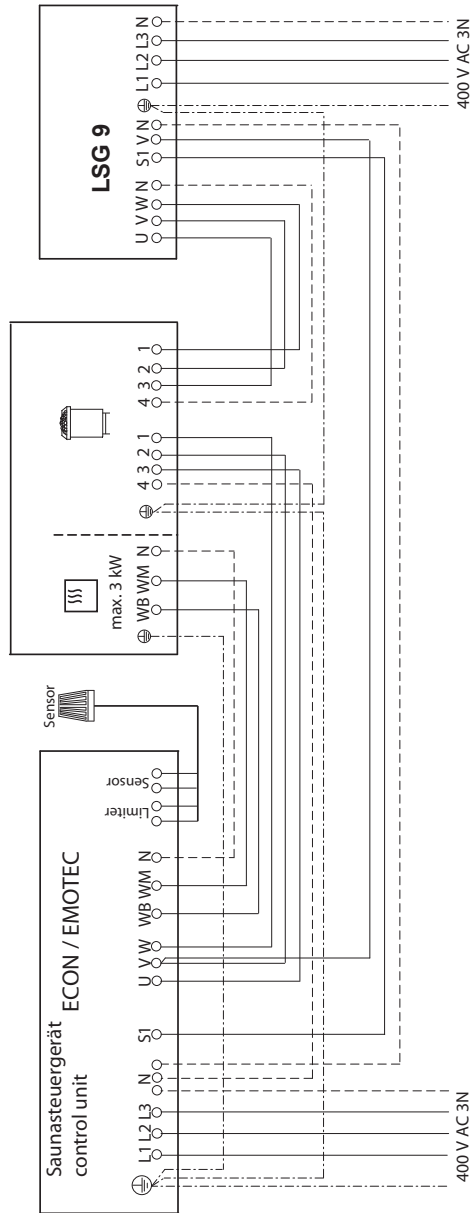 Saunasteuergerät
control unit
ECON / EMOTEC
L1 L2 L3 N S1 U V W WB WM N Limiter Sensor
400 V AC 3N
Sensor
max. 3 kW
WB WM N
4 3 2 1 4 3 2 1
LSG 9
U V W N S1 V N L1 L2 L3 N
400 V AC 3N